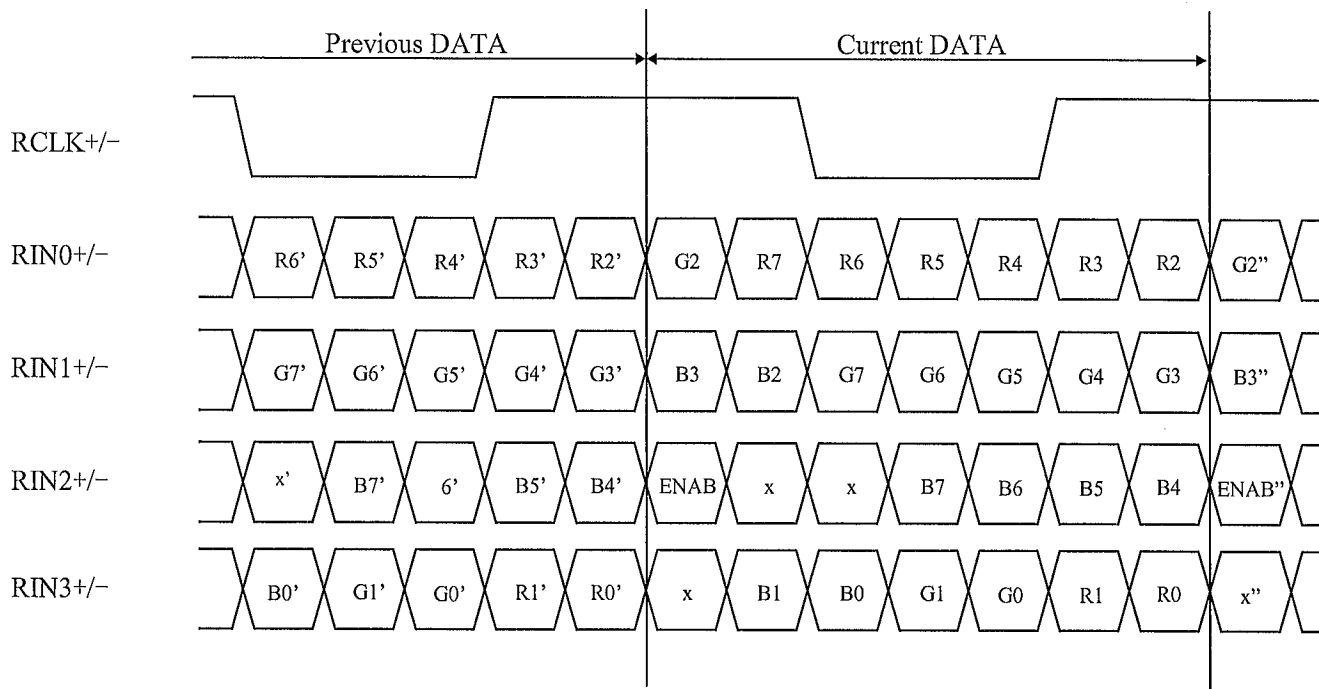 Previous DATA Current DATA
RCLK+/−
RIN0+/− R6’ R5’ R4’ R3’ R2’ G2 R7 R6 R5 R4 R3 R2 G2”
RIN1+/− G7’ G6’ G5’ G4’ G3’ B3 B2 G7 G6 G5 G4 G3 B3”
RIN2+/− x’ B7’ 6’ B5’ B4’ ENAB x x B7 B6 B5 B4 ENAB”
RIN3+/− B0’ G1’ G0’ R1’ R0’ x B1 B0 G1 G0 R1 R0 x”